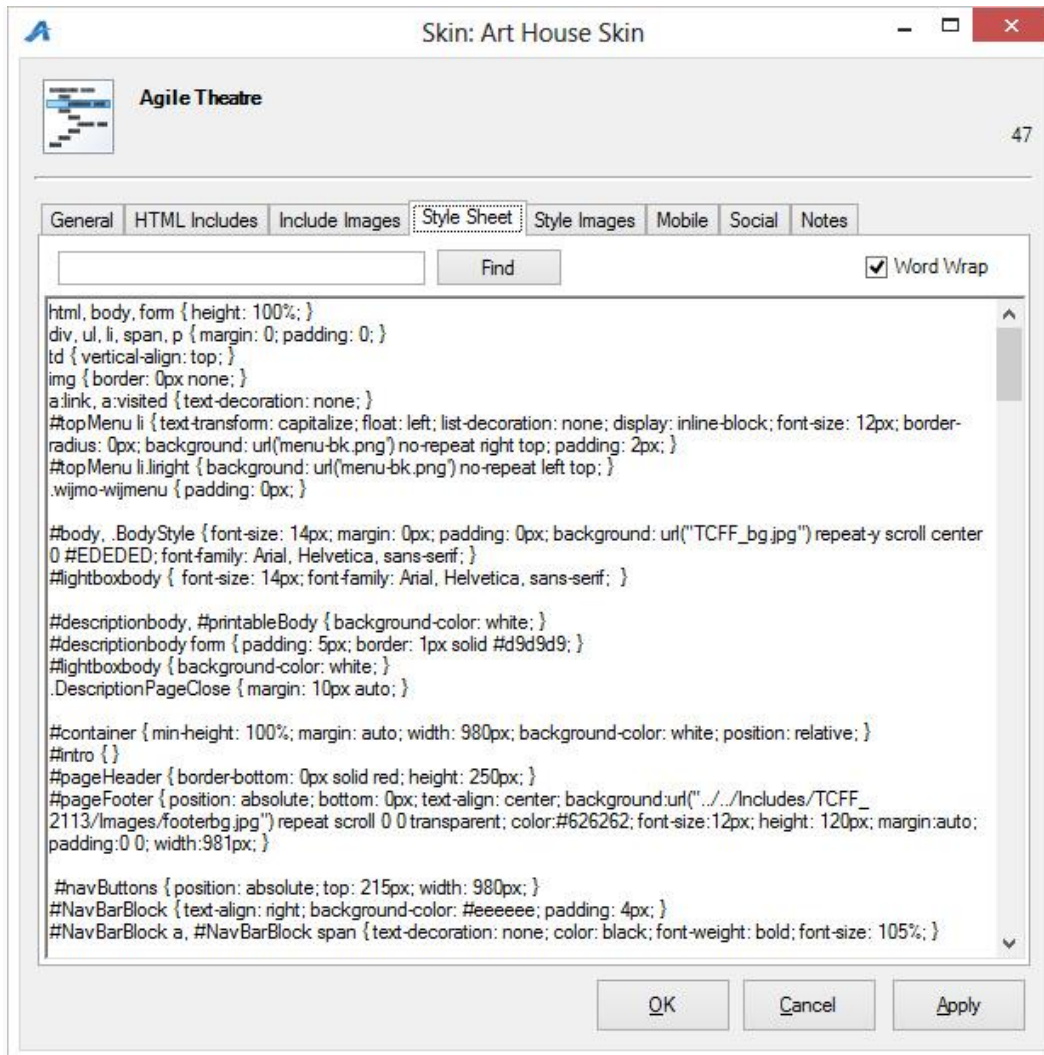 Skin: Art House Skin
Agile Theatre
47
General HTML Includes Include Images Style Sheet Style Images Mobile Social Notes
Find Word Wrap
html, body, form { height: 100%; }
div, ul, li, span, p { margin: 0; padding: 0; }
td { vertical-align: top; }
img { border: 0px none; }
a:link, a:visited { text-decoration: none; }
#topMenu li { text-transform: capitalize; float: left; list-decoration: none; display: inline-block; font-size: 12px; border-
radius: 0px; background: url('menu-bk.png') no-repeat right top; padding: 2px; }
#topMenu li.liright { background: url('menu-bk.png') no-repeat left top; }
.wijmo-wijmenu { padding: 0px; }
#body, .BodyStyle { font-size: 14px; margin: 0px; padding: 0px; background: url("TCFF_bg.jpg") repeat-y scroll center
0 #EDEDED; font-family: Arial, Helvetica, sans-serif; }
#lightboxbody { font-size: 14px; font-family: Arial, Helvetica, sans-serif; }
#descriptionbody, #printableBody { background-color: white; }
#descriptionbody form { padding: 5px; border: 1px solid #d9d9d9; }
#lightboxbody { background-color: white; }
.DescriptionPageClose { margin: 10px auto; }
#container { min-height: 100%; margin: auto; width: 980px; background-color: white; position: relative; }
#intro { }
#pageHeader { border-bottom: 0px solid red; height: 250px; }
#pageFooter { position: absolute; bottom: 0px; text-align: center; background:url("../../Includes/TCFF_
2113/Images/footerbg.jpg") repeat scroll 0 0 transparent; color:#626262; font-size:12px; height: 120px; margin:auto;
padding:0 0; width:981px; }
#navButtons { position: absolute; top: 215px; width: 980px; }
#NavBarBlock { text-align: right; background-color: #eeeeee; padding: 4px; }
#NavBarBlock a, #NavBarBlock span { text-decoration: none; color: black; font-weight: bold; font-size: 105%; }
OK Cancel Apply